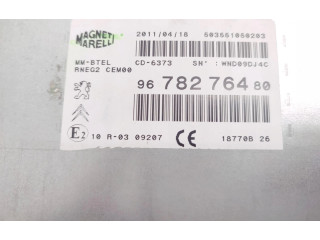 MAGNETI MARELLI
2011/04/18 503551050203
MM-BTEL CD-6373 SN°: WND09DJ4C
RNEG2 CEM00
96 782 764 80
E2 10 R-03 09207 18770B 26